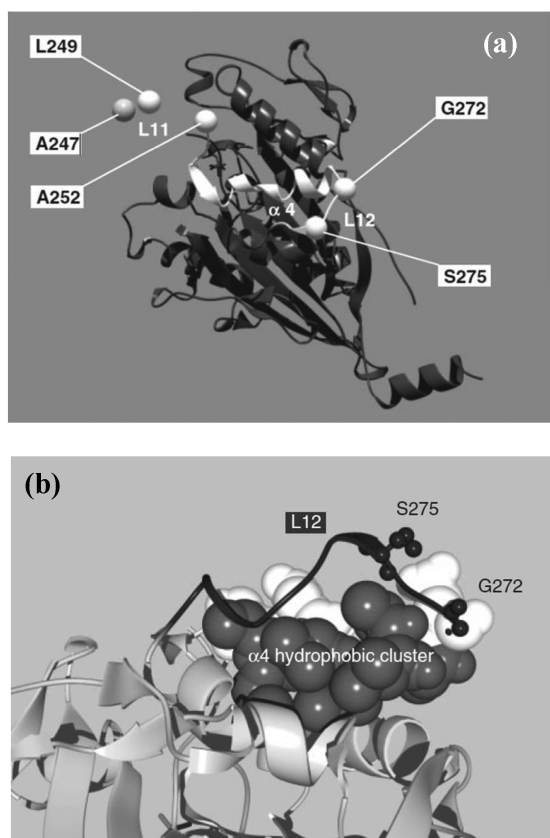 (a)
L249
G272
A247
L11
A252
α 4
L12
S275
(b)
S275
L12
G272
α4 hydrophobic cluster